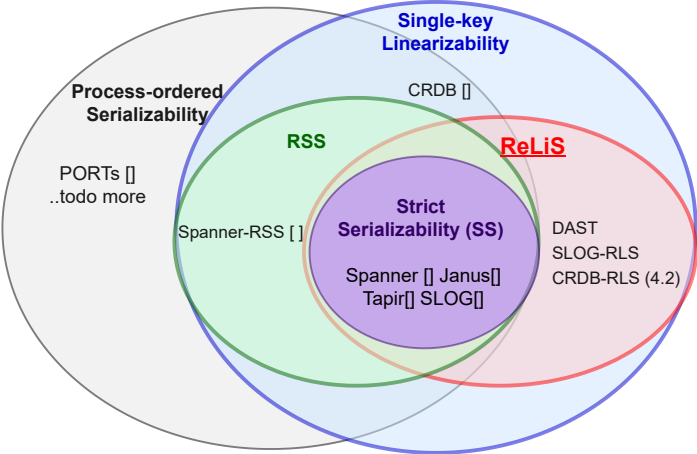 Single-key
Linearizability
Process-ordered
Serializability
CRDB []
RSS
ReLiS
PORTs []
..todo more
Strict
Serializability (SS)
Spanner-RSS [ ]
DAST
SLOG-RLS
CRDB-RLS (4.2)
Spanner [] Janus[]
Tapir[] SLOG[]